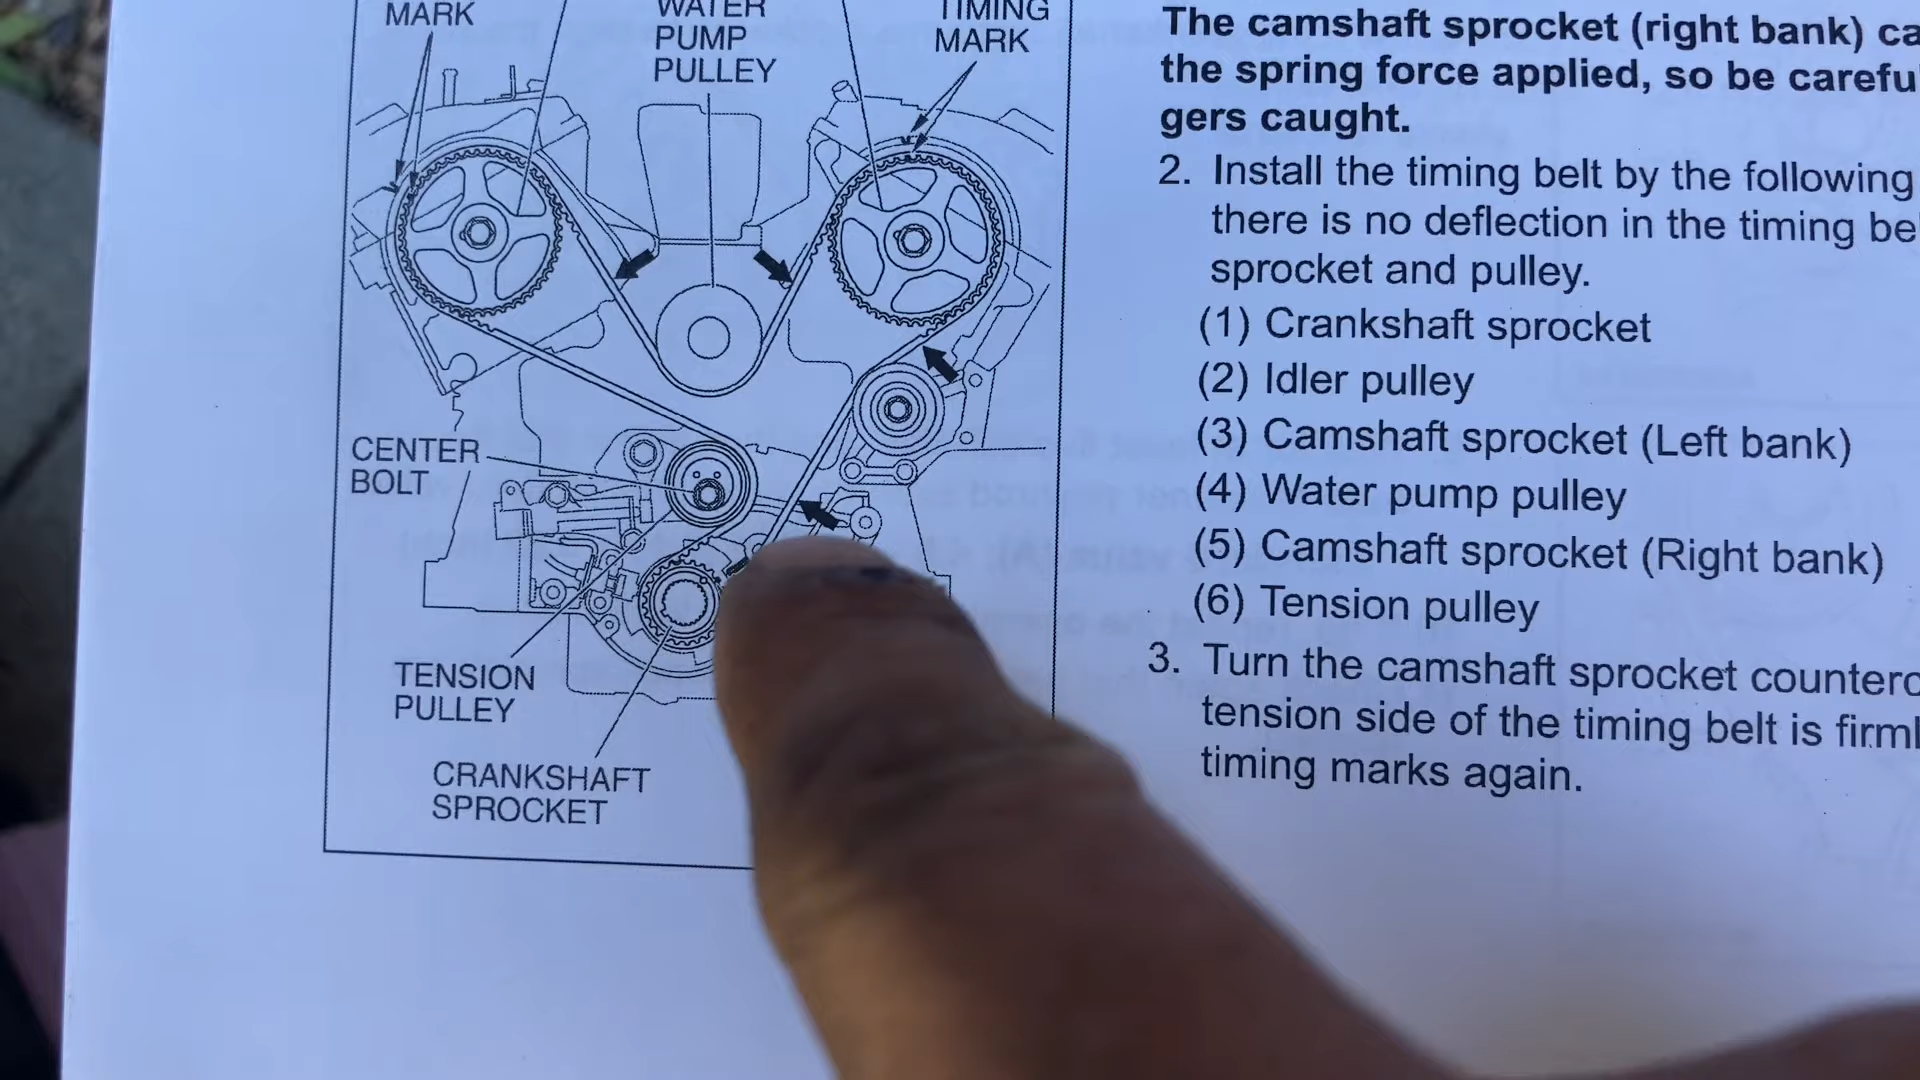 MARK
WATER
PUMP
PULLEY
TIMING
MARK
CENTER
BOLT
TENSION
PULLEY
CRANKSHAFT
SPROCKET
The camshaft sprocket (right bank)
the spring force applied, so be
gers caught.
2. Install the timing belt by the following
there is no deflection in the timing
sprocket and pulley.
(1) Crankshaft sprocket
(2) Idler pulley
(3) Camshaft sprocket (Left bank)
(4) Water pump pulley
(5) Camshaft sprocket (Right bank)
(6) Tension pulley
3. Turn the camshaft sprocket
tension side of the timing belt is
timing marks again.